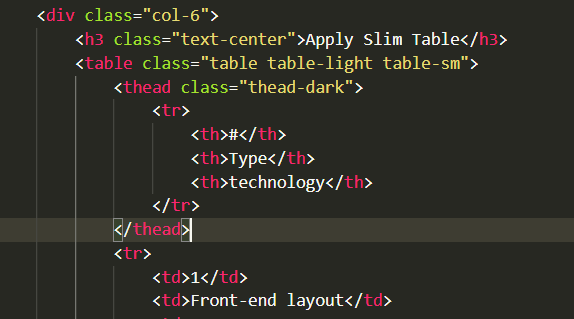 <div class="col-6">
<h3 class="text-center">Apply Slim Table</h3>
<table class="table table-light table-sm">
<thead class="thead-dark">
<tr>
<th>#</th>
<th>Type</th>
<th>technology</th>
</tr>
</thead>
<tr>
<td>1</td>
<td>Front-end layout</td>